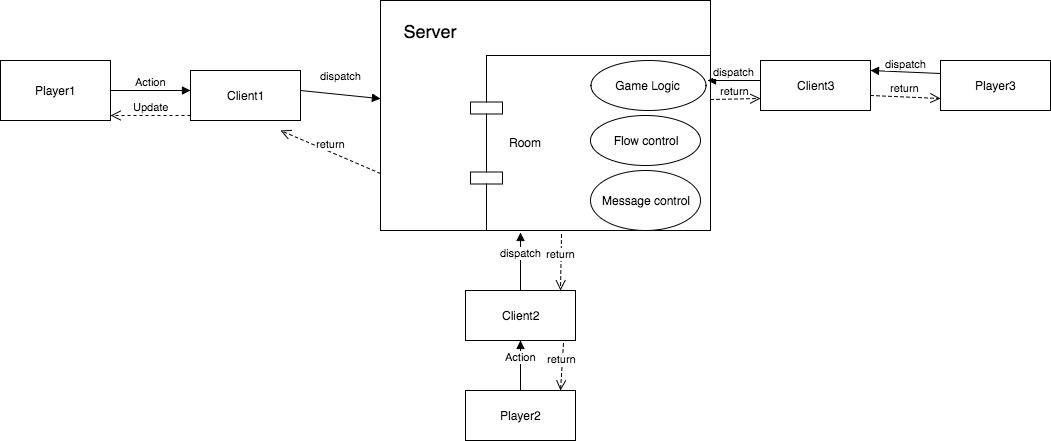 Server
Player1
Action
Update
Client1
dispatch
return
Room
Game Logic
Flow control
Message control
dispatch
return
Client3
dispatch
return
Player3
dispatch
return
Client2
Action
return
Player2